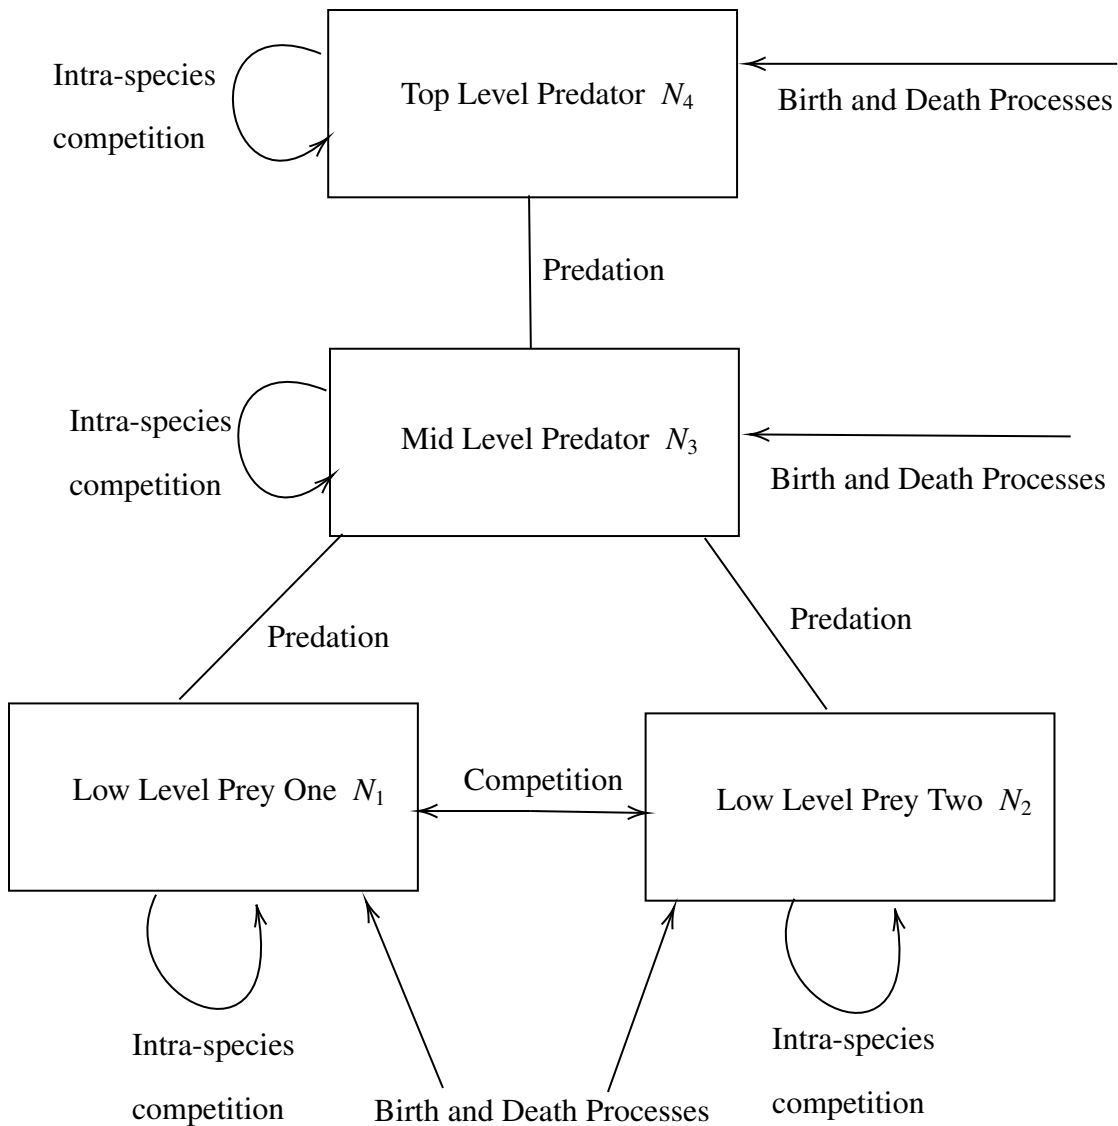 Intra-species
competition
Top Level Predator N₄
Birth and Death Processes
Predation
Intra-species
competition
Mid Level Predator N₃
Birth and Death Processes
Predation
Predation
Low Level Prey One N₁
Competition
Low Level Prey Two N₂
Intra-species
competition
Birth and Death Processes
Intra-species
competition